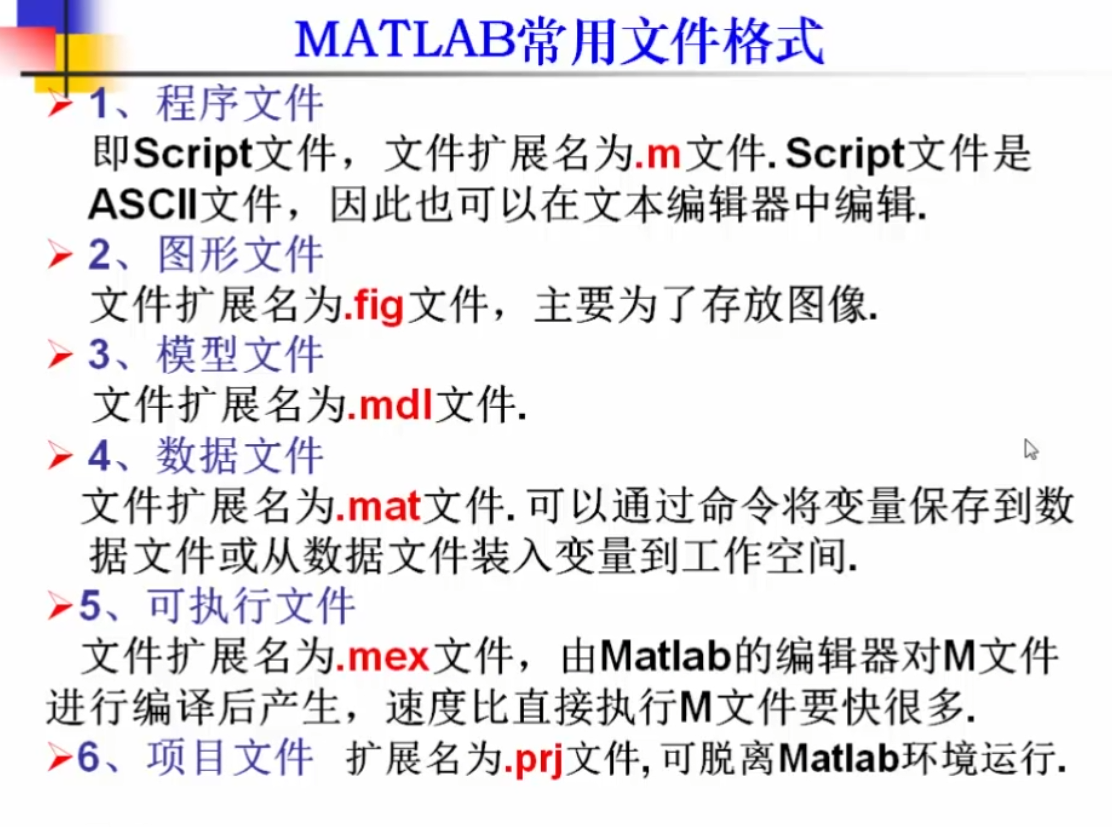 MATLAB常用文件格式
1、程序文件
即Script文件，文件扩展名为.m文件. Script文件是
ASCII文件，因此也可以在文本编辑器中编辑.
2、图形文件
文件扩展名为.fig文件，主要为了存放图像.
3、模型文件
文件扩展名为.mdl文件.
4、数据文件
文件扩展名为.mat文件. 可以通过命令将变量保存到数
据文件或从数据文件装入变量到工作空间.
5、可执行文件
文件扩展名为.mex文件，由Matlab的编辑器对M文件
进行编译后产生，速度比直接执行M文件要快很多.
6、项目文件 扩展名为.prj文件, 可脱离Matlab环境运行.